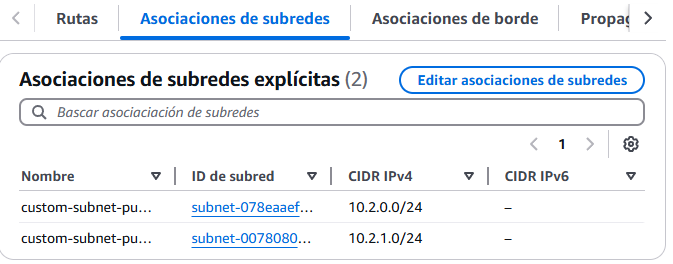 Rutas Asociaciones de subredes Asociaciones de borde Propag
Asociaciones de subredes explícitas (2) Editar asociaciones de subredes
Bascar asociaciación de subredes
1
Nombre ID de subred CIDR IPv4 CIDR IPv6
custom-subnet-pu... subnet-078eaaef... 10.2.0.0/24 –
custom-subnet-pu... subnet-0078080... 10.2.1.0/24 –